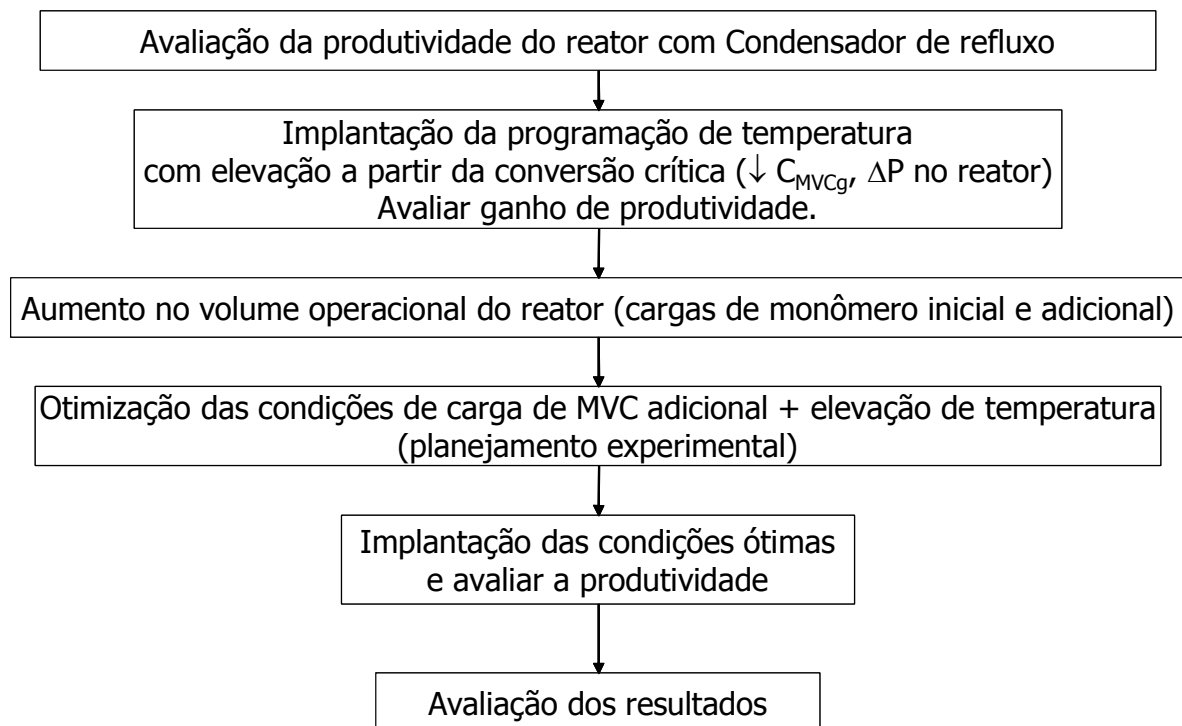 Avaliação da produtividade do reator com Condensador de refluxo
Implantação da programação de temperatura
com elevação a partir da conversão crítica (↓ C_MVCg, ΔP no reator)
Avaliar ganho de produtividade.
Aumento no volume operacional do reator (cargas de monômero inicial e adicional)
Otimização das condições de carga de MVC adicional + elevação de temperatura
(planejamento experimental)
Implantação das condições ótimas
e avaliar a produtividade
Avaliação dos resultados